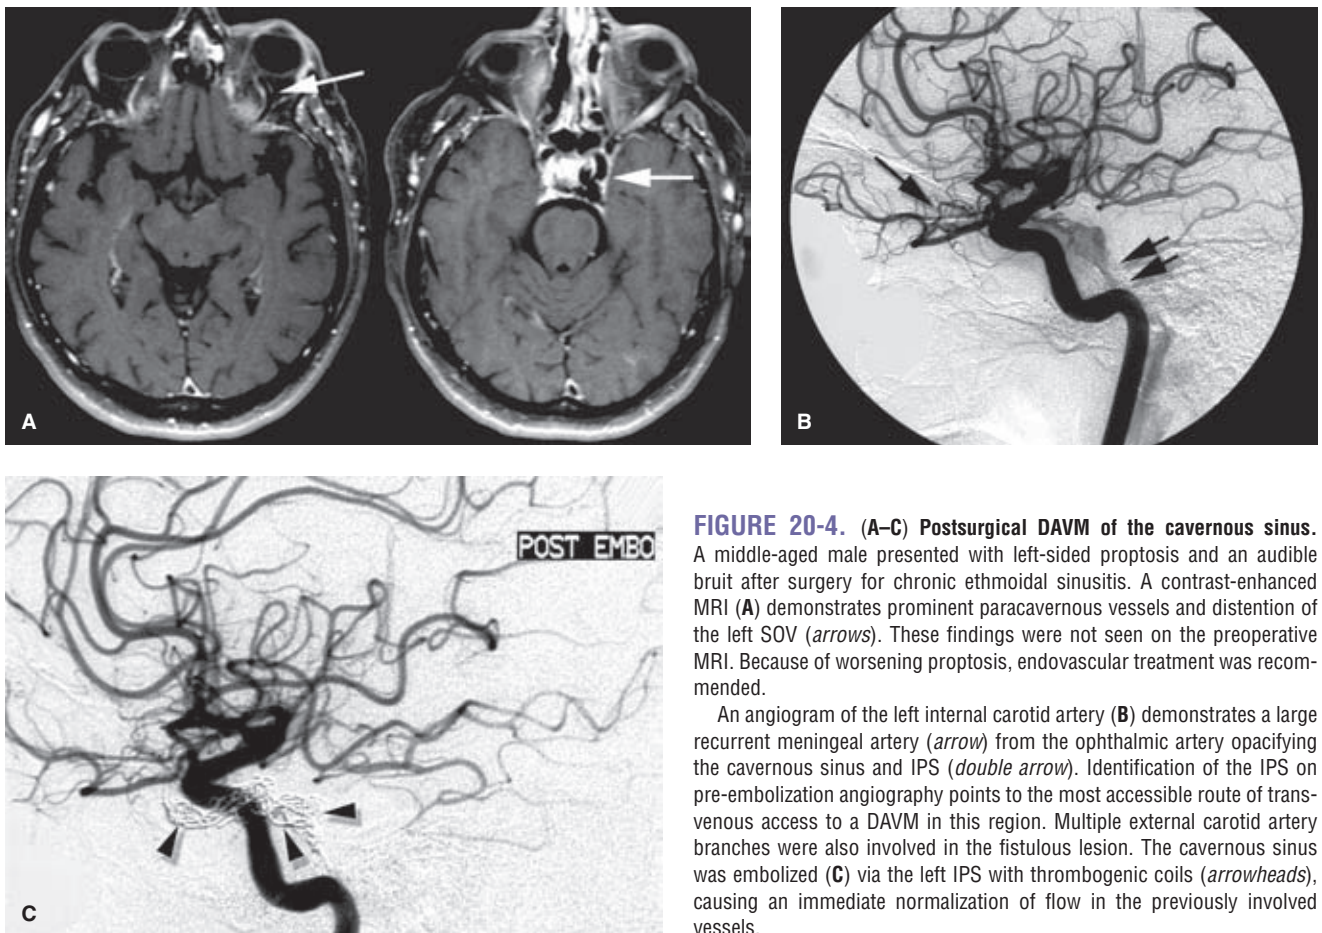 A
B
POST EMBO
C
FIGURE 20-4. (A–C) Postsurgical DAVM of the cavernous sinus.
A middle-aged male presented with left-sided proptosis and an audible
bruit after surgery for chronic ethmoidal sinusitis. A contrast-enhanced
MRI (A) demonstrates prominent paracavernous vessels and distention of
the left SOV (arrows). These findings were not seen on the preoperative
MRI. Because of worsening proptosis, endovascular treatment was recom-
mended.
An angiogram of the left internal carotid artery (B) demonstrates a large
recurrent meningeal artery (arrow) from the ophthalmic artery opacifying
the cavernous sinus and IPS (double arrow). Identification of the IPS on
pre-embolization angiography points to the most accessible route of trans-
venous access to a DAVM in this region. Multiple external carotid artery
branches were also involved in the fistulous lesion. The cavernous sinus
was embolized (C) via the left IPS with thrombogenic coils (arrowheads),
causing an immediate normalization of flow in the previously involved
vessels.